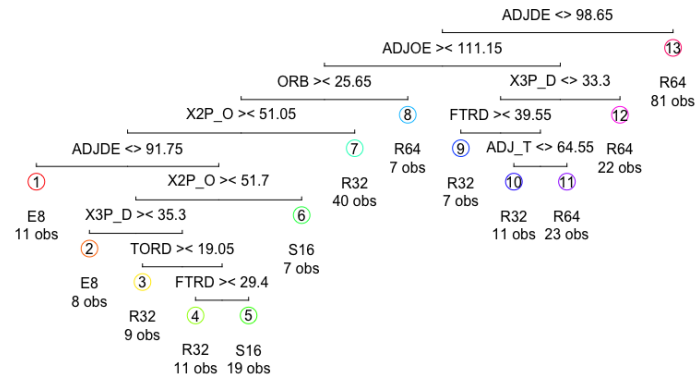 ADJDE <> 98.65
ADJOE >< 111.15
13
ORB >< 25.65
X3P_D <> 33.3
R64
81 obs
X2P_O >< 51.05
8
FTRD >< 39.55
12
ADJDE <> 91.75
7
R64
7 obs
9
ADJ_T <> 64.55
R64
22 obs
1
X2P_O >< 51.7
R32
40 obs
R32
7 obs
10
11
E8
11 obs
X3P_D >< 35.3
6
R32
11 obs
R64
23 obs
2
TORD >< 19.05
S16
7 obs
E8
8 obs
3
FTRD >< 29.4
R32
9 obs
4
5
R32
11 obs
S16
19 obs